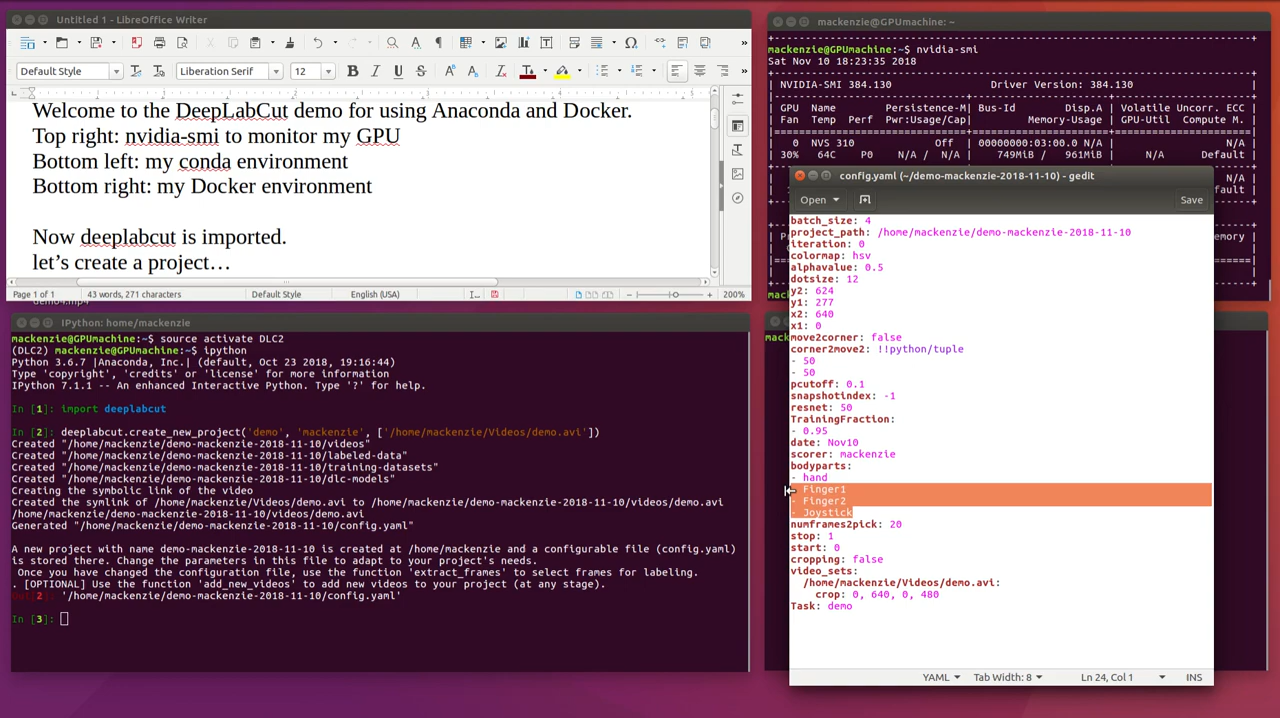 Untitled 1 - LibreOffice Writer
Default Style
Liberation Serif
12
Welcome to the DeepLabCut demo for using Anaconda and Docker.
Top right: nvidia-smi to monitor my GPU
Bottom left: my conda environment
Bottom right: my Docker environment
Now deeplabcut is imported.
let's create a project…
Page 1 of 1
43 words, 271 characters
Default Style
English (USA)
200%
demo4.mp4
mackenzie@GPUmachine: ~
mackenzie@GPUMachine:~$ nvidia-smi
Sat Nov 10 18:23:35 2018
NVIDIA-SMI 384.130 Driver Version: 384.130
GPU Name Persistence-M| Bus-Id Disp.A | Volatile Uncorr. ECC
Fan Temp Perf Pwr:Usage/Cap| Memory-Usage | GPU-Util Compute M.
0 NVS 310 Off | 00000000:03:00.0 N/A | N/A
30% 64C P0 N/A / N/A | 749MiB / 961MiB | N/A Default
IPython: home/mackenzie
mackenzie@GPUMachine:~$ source activate DLC2
(DLC2) mackenzie@GPUMachine:~$ ipython
Python 3.6.7 |Anaconda, Inc.| (default, Oct 23 2018, 19:16:44)
Type 'copyright', 'credits' or 'license' for more information
IPython 7.1.1 -- An enhanced Interactive Python. Type '?' for help.
In [1]: import deeplabcut
In [2]: deeplabcut.create_new_project('demo', 'mackenzie', ['/home/mackenzie/Videos/demo.avi'])
Created "/home/mackenzie/demo-mackenzie-2018-11-10/videos"
Created "/home/mackenzie/demo-mackenzie-2018-11-10/labeled-data"
Created "/home/mackenzie/demo-mackenzie-2018-11-10/training-datasets"
Created "/home/mackenzie/demo-mackenzie-2018-11-10/dlc-models"
Creating the symbolic link of the video
Created the symlink of /home/mackenzie/Videos/demo.avi to /home/mackenzie/demo-mackenzie-2018-11-10/videos/demo.avi
/home/mackenzie/demo-mackenzie-2018-11-10/videos/demo.avi
Generated "/home/mackenzie/demo-mackenzie-2018-11-10/config.yaml"
A new project with name demo-mackenzie-2018-11-10 is created at /home/mackenzie and a configurable file (config.yaml)
is stored there. Change the parameters in this file to adapt to your project's needs.
Once you have changed the configuration file, use the function 'extract_frames' to select frames for labeling.
. [OPTIONAL] Use the function 'add_new_videos' to add new videos to your project (at any stage).
Out[2]: '/home/mackenzie/demo-mackenzie-2018-11-10/config.yaml'
In [3]:
config.yaml (~/demo-mackenzie-2018-11-10) - gedit
Open
Save
batch_size: 4
project_path: /home/mackenzie/demo-mackenzie-2018-11-10
iteration: 0
colormap: hsv
alphavalue: 0.5
dotsize: 12
y2: 624
y1: 277
x2: 640
x1: 0
move2corner: false
corner2move2: !!python/tuple
- 50
- 50
pcutoff: 0.1
snapshotindex: -1
resnet: 50
TrainingFraction:
- 0.95
date: Nov10
scorer: mackenzie
bodyparts:
- hand
- Finger1
- Finger2
- Joystick
numframes2pick: 20
stop: 1
start: 0
cropping: false
video_sets:
/home/mackenzie/Videos/demo.avi:
crop: 0, 640, 0, 480
Task: demo
YAML
Tab Width: 8
Ln 24, Col 1
INS